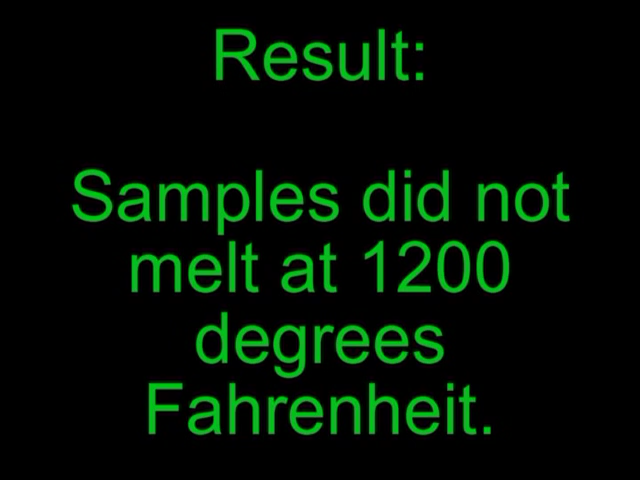 Result:
Samples did not
melt at 1200
degrees
Fahrenheit.